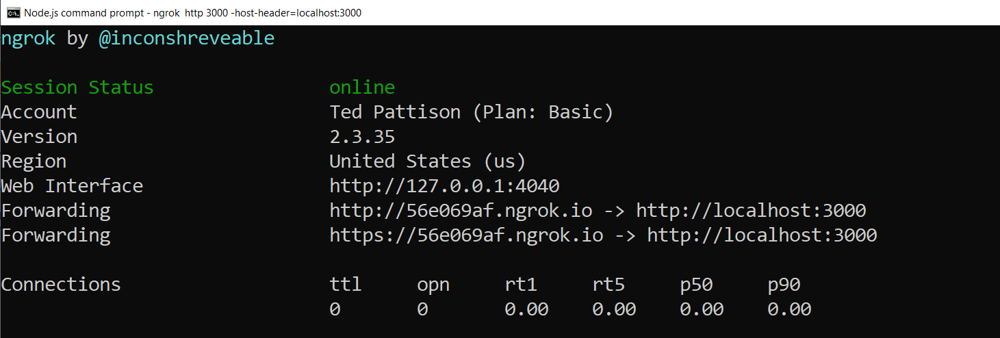 Node.js command prompt - ngrok  http 3000 -host-header=localhost:3000
ngrok by @inconshreveable
Session Status                online
Account                       Ted Pattison (Plan: Basic)
Version                       2.3.35
Region                        United States (us)
Web Interface                 http://127.0.0.1:4040
Forwarding                    http://56e069af.ngrok.io -> http://localhost:3000
Forwarding                    https://56e069af.ngrok.io -> http://localhost:3000
Connections                   ttl     opn     rt1     rt5     p50     p90
                              0       0       0.00    0.00    0.00    0.00